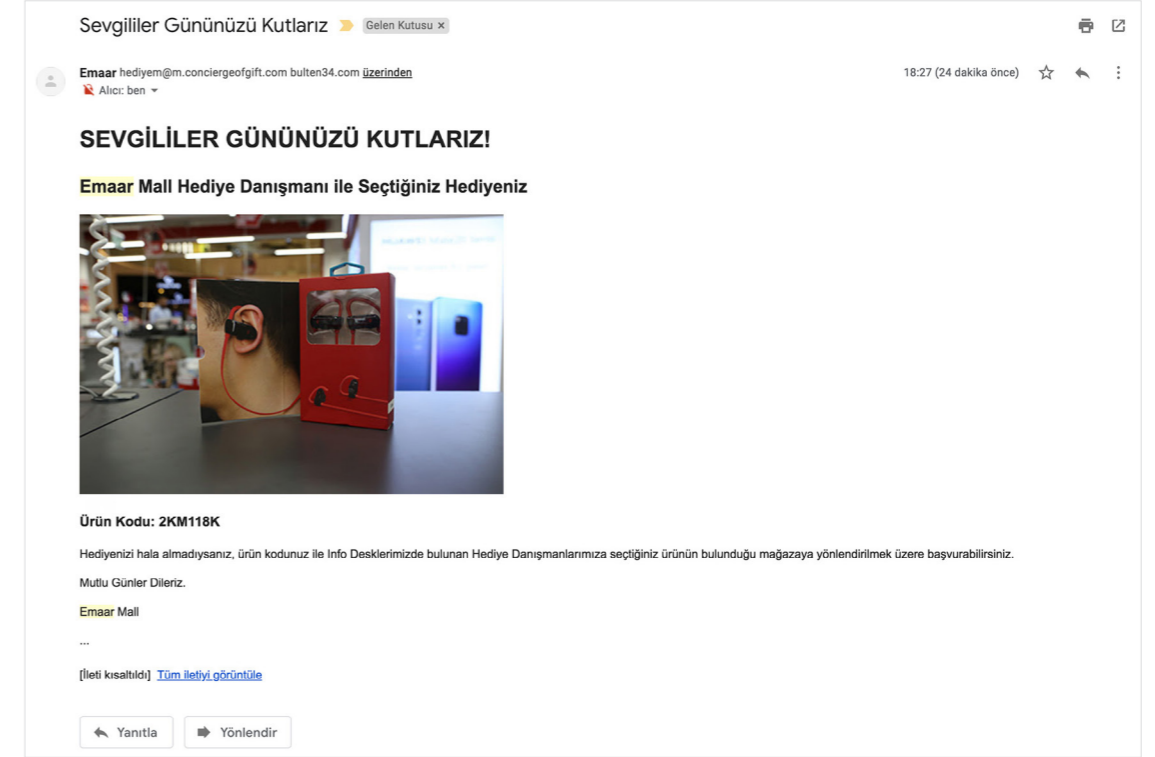 Sevgililer Gününüzü Kutlarız Gelen Kutusu ×
Emaar hediyem@m.conciergeofgift.com bulten34.com üzerinden 18:27 (24 dakika önce)
Alıcı: ben
SEVGİLİLER GÜNÜNÜZÜ KUTLARIZ!
Emaar Mall Hediye Danışmanı ile Seçtiğiniz Hediyeniz
Ürün Kodu: 2KM118K
Hediyenizi hala almadıysanız, ürün kodunuz ile Info Desklerimizde bulunan Hediye Danışmanlarımıza seçtiğiniz ürünün bulunduğu mağazaya yönlendirilmek üzere başvurabilirsiniz.
Mutlu Günler Dileriz.
Emaar Mall
...
[İleti kısaltıldı] Tüm iletiyi görüntüle
Yanıtla Yönlendir